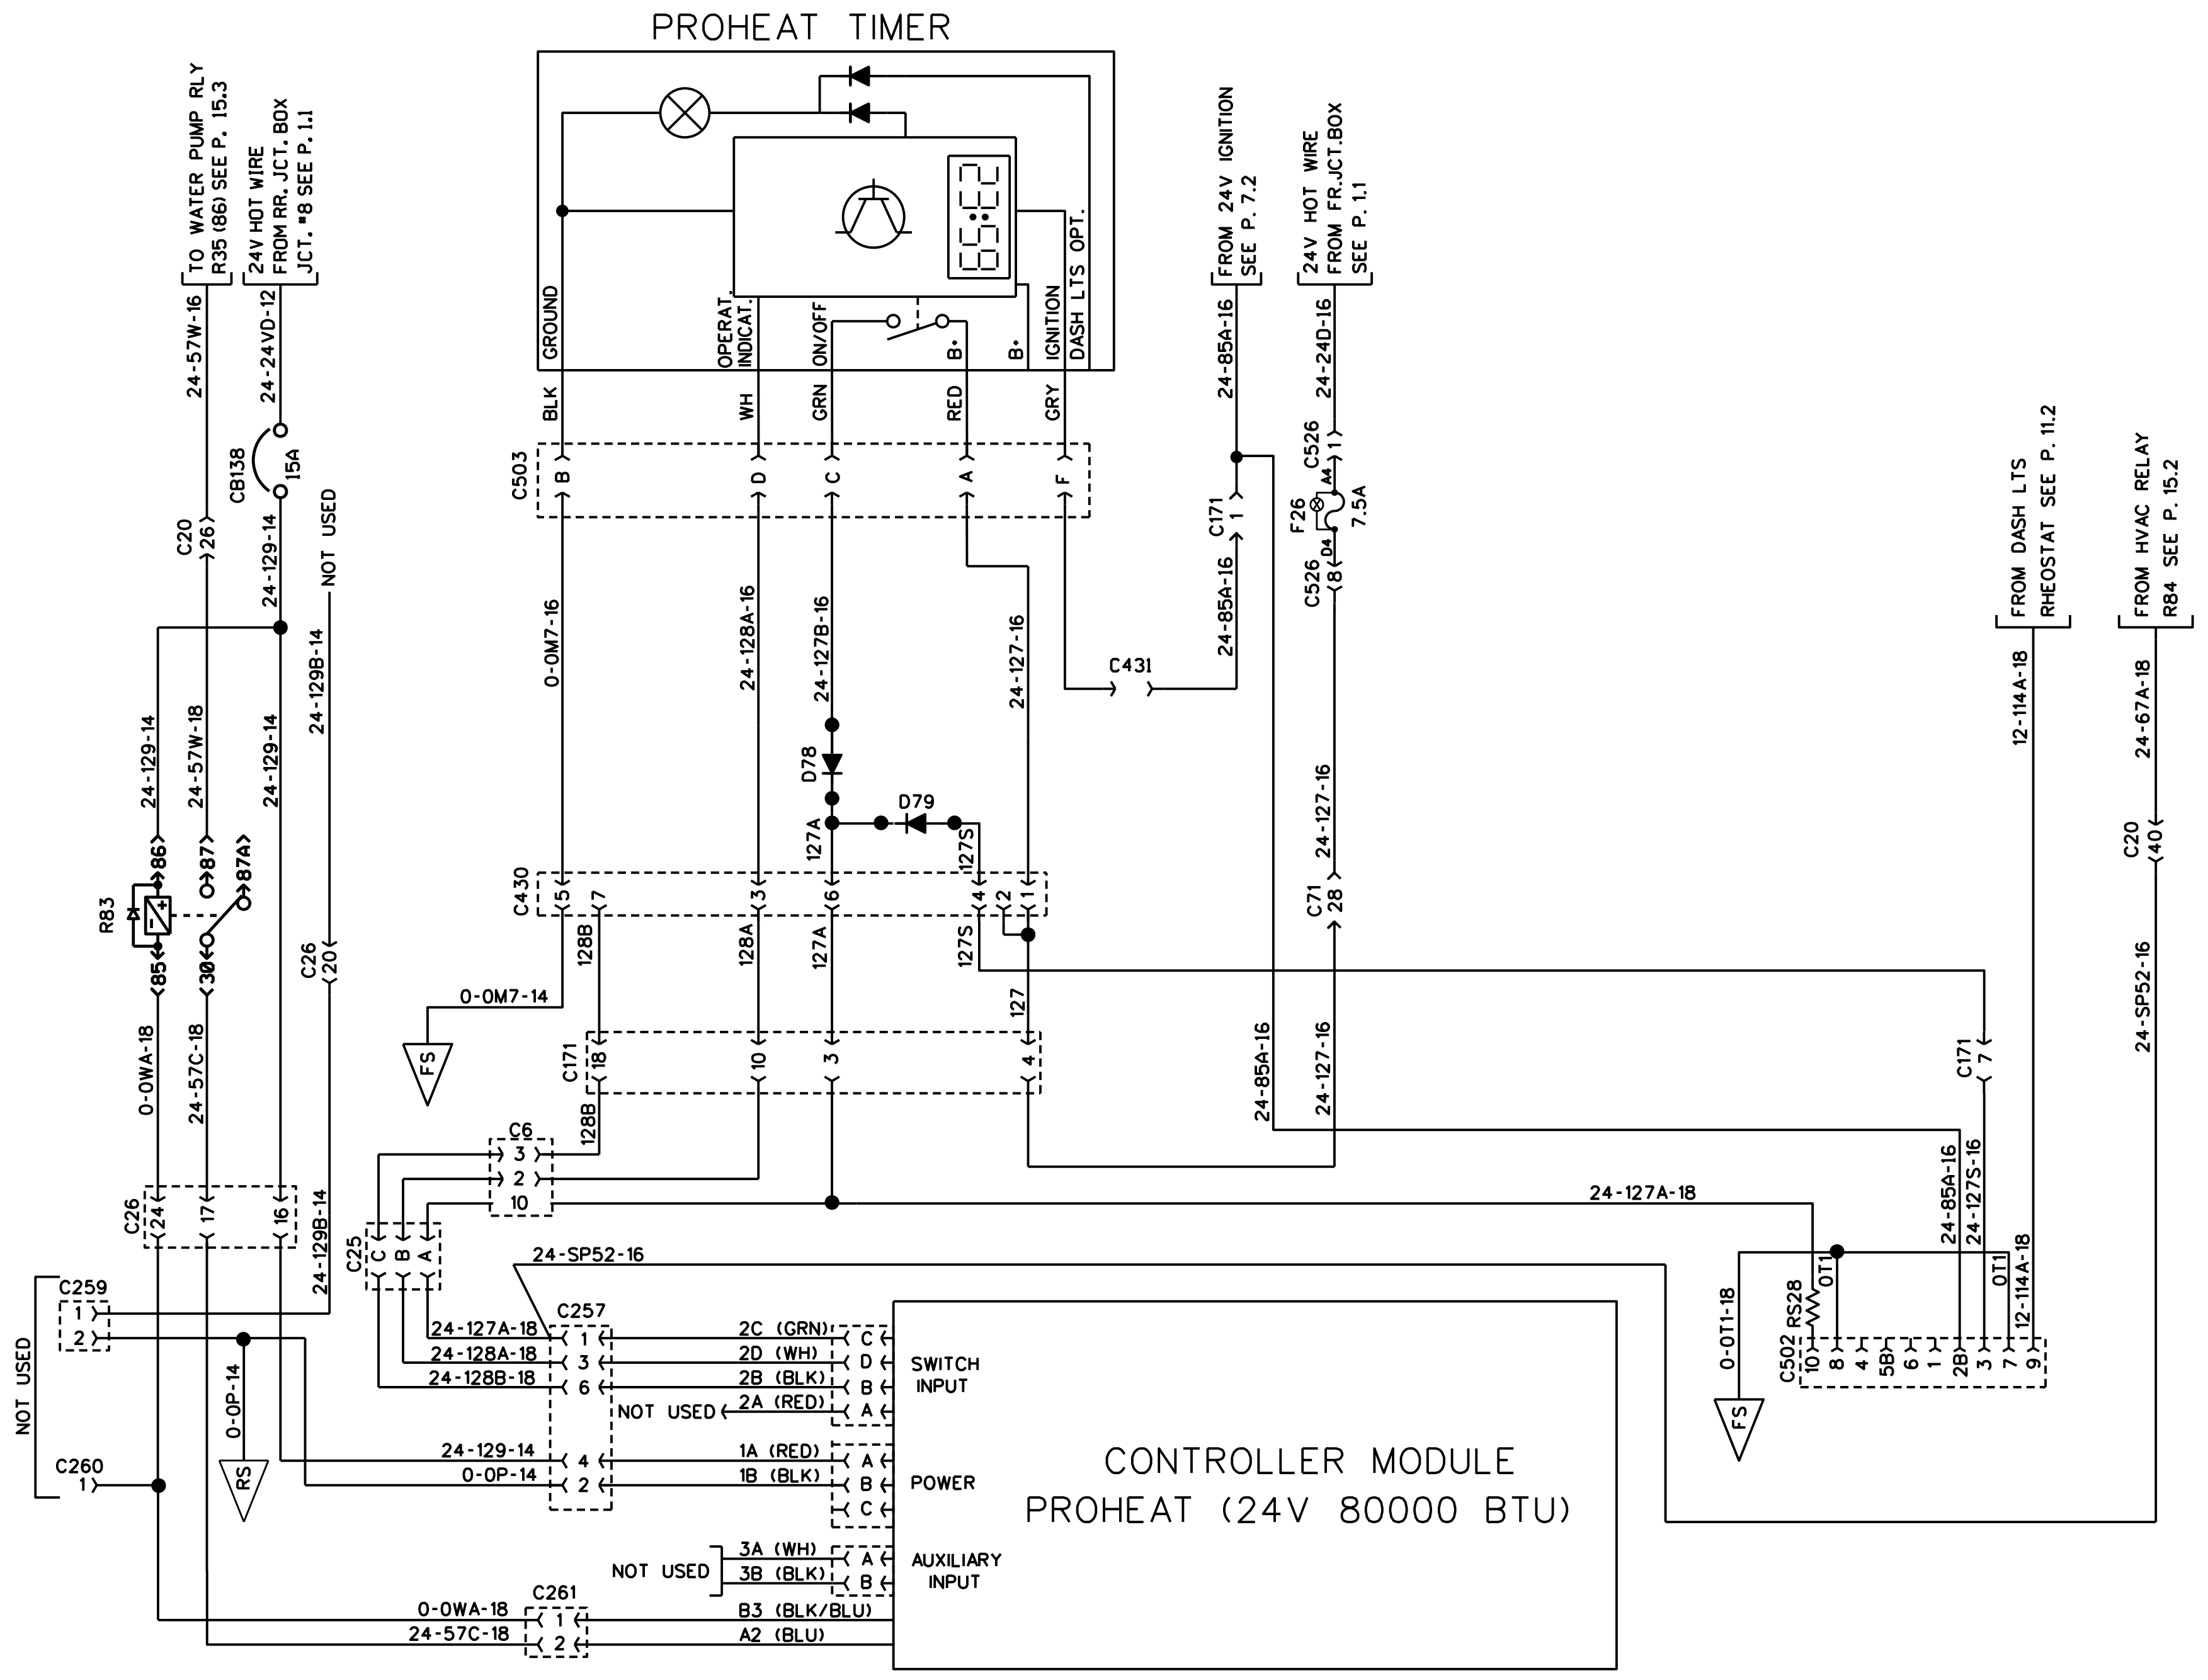 PROHEAT TIMER
TO WATER PUMP RLY
R35 (86) SEE P. 15.3
24V HOT WIRE
FROM RR. JCT. BOX
JCT. #8 SEE P. 1.1
24-57W-16
24-24VD-12
CB138
15A
C20
26
24-129-14
NOT USED
24-129B-14
24-129-14
24-57W-18
24-129-14
R83
86
87
87A
85
30
C26
20
0-0WA-18
24-57C-18
24-129B-14
C26
24
17
16
GROUND
OPERAT.
INDICAT.
ON/OFF
B+
B+
IGNITION
DASH LTS OPT.
BLK
WH
GRN
RED
GRY
C503
B
D
C
A
F
0-0M7-16
24-128A-16
24-127B-16
24-127-16
D78
D79
127A
127S
C430
5
7
3
6
4
2
1
128B
128A
127A
127S
127
0-0M7-14
FS
C171
18
10
3
4
128B
C6
3
2
10
C25
C
B
A
FROM 24V IGNITION
SEE P. 7.2
24V HOT WIRE
FROM FR.JCT.BOX
SEE P. 1.1
24-85A-16
24-24D-16
C526
1
A4
F26
7.5A
D4
C526
8
C171
1
24-85A-16
C431
24-127-16
C71
28
24-85A-16
24-127-16
FROM DASH LTS
RHEOSTAT SEE P. 11.2
FROM HVAC RELAY
R84 SEE P. 15.2
12-114A-18
24-67A-18
C20
40
24-SP52-16
C171
7
24-127A-18
24-85A-16
24-127S-16
12-114A-18
0T1
0T1
RS28
0-0T1-18
FS
C502
10
8
4
5B
6
1
2B
3
7
9
24-SP52-16
NOT USED
C259
1
2
C260
1
0-0P-14
RS
C257
24-127A-18
1
2C (GRN)
C
24-128A-18
3
2D (WH)
D
24-128B-18
6
2B (BLK)
B
NOT USED
2A (RED)
A
SWITCH
INPUT
24-129-14
4
1A (RED)
A
0-0P-14
2
1B (BLK)
B
C
POWER
3A (WH)
A
NOT USED
3B (BLK)
B
AUXILIARY
INPUT
C261
0-0WA-18
1
B3 (BLK/BLU)
24-57C-18
2
A2 (BLU)
CONTROLLER MODULE
PROHEAT (24V 80000 BTU)